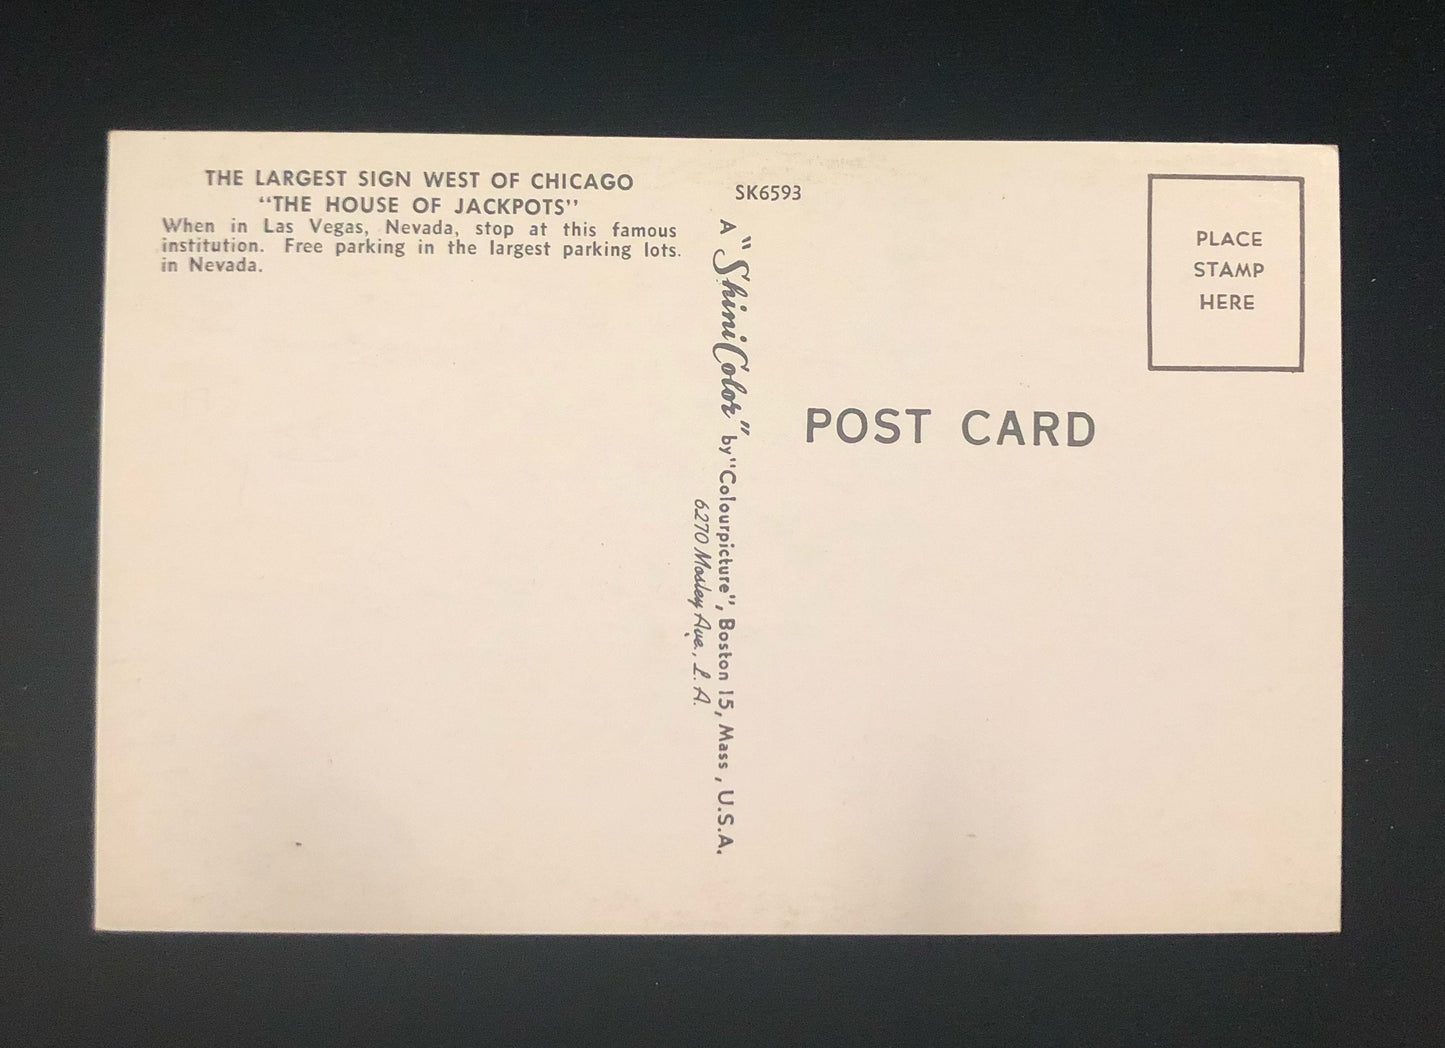 THE LARGEST SIGN WEST OF CHICAGO
"THE HOUSE OF JACKPOTS"
When in Las Vegas, Nevada, stop at this famous
institution. Free parking in the largest parking lots.
in Nevada.
SK6593
A "ShiniColor" by "Colourpicture", Boston 15, Mass, U.S.A.
6270 Mosley Ave., L.A.
PLACE
STAMP
HERE
POST CARD